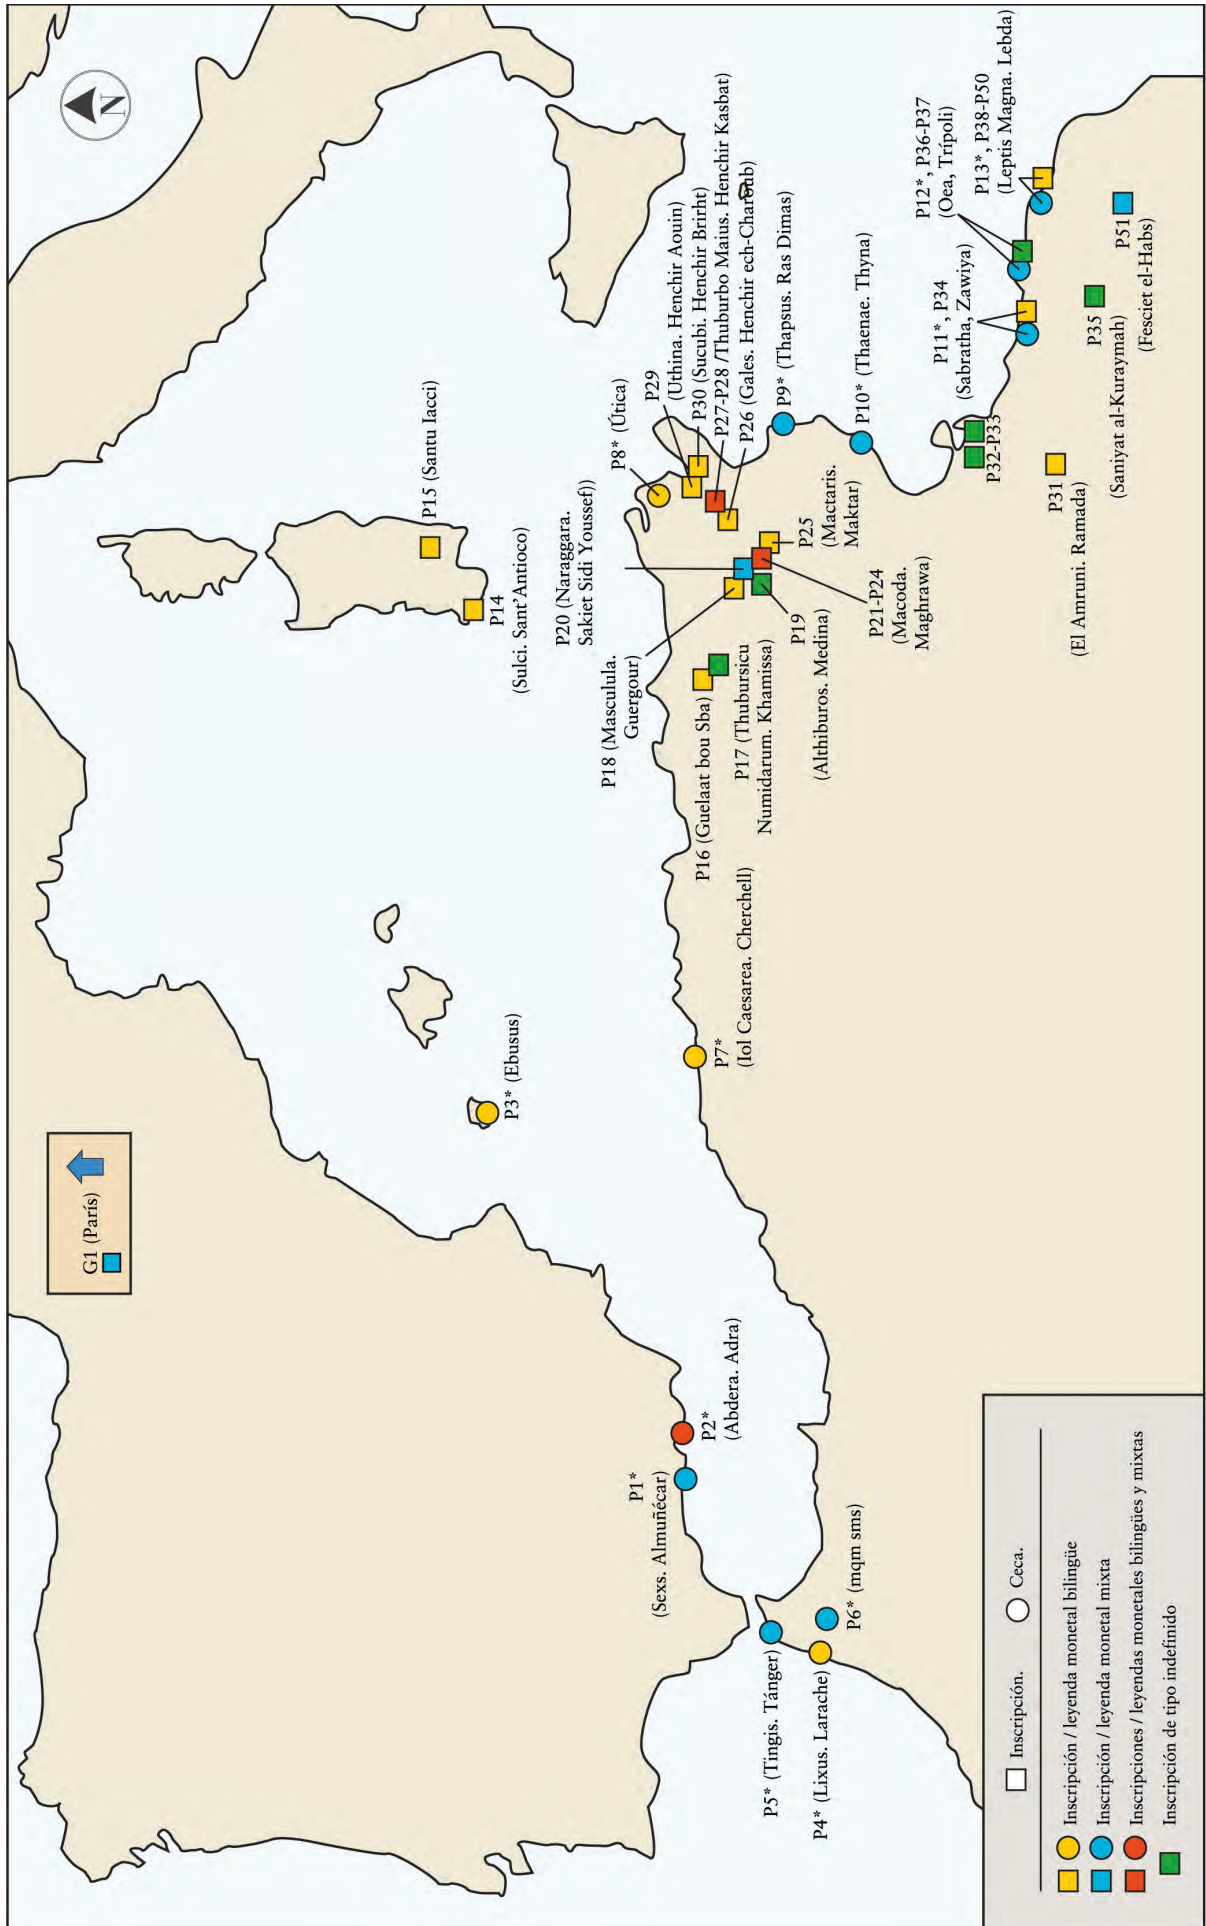 N
G1 (París)
P15 (Santu Iacci)
P14
(Sulci. Sant'Antioco)
P3* (Ebusus)
P8* (Útica)
P29
(Uthina. Henchir Aouin)
P30 (Sucubi. Henchir Brirht)
P27-P28 /Thuburbo Maius. Henchir Kasbat)
P26 (Gales. Henchir ech-Charoub)
P9* (Thapsus. Ras Dimas)
P10* (Thaenae. Thyna)
P20 (Naraggara.
Sakiet Sidi Youssef))
P18 (Masculula.
Guergour)
P25
(Mactaris.
Maktar)
P21-P24
(Macoda.
Maghrawa)
P19
(Althiburos. Medina)
P17 (Thubursicu
Numidarum. Khamissa)
P16 (Guelaat bou Sba)
P7*
(Iol Caesarea. Cherchell)
P12*, P36-P37
(Oea, Trípoli)
P13*, P38-P50
(Leptis Magna. Lebda)
P11*, P34
(Sabratha, Zawiya)
P32-P33
P31
(El Amruni. Ramada)
P35
(Saniyat al-Kuraymah)
P51
(Fesciet el-Habs)
P1*
(Sexs. Almuñécar)
P2*
(Abdera. Adra)
P5* (Tingis. Tánger)
P4* (Lixus. Larache)
P6* (mqm sms)
Inscripción.
Ceca.
Inscripción / leyenda monetal bilingüe
Inscripción / leyenda monetal mixta
Inscripciones / leyendas monetales bilingües y mixtas
Inscripción de tipo indefinido